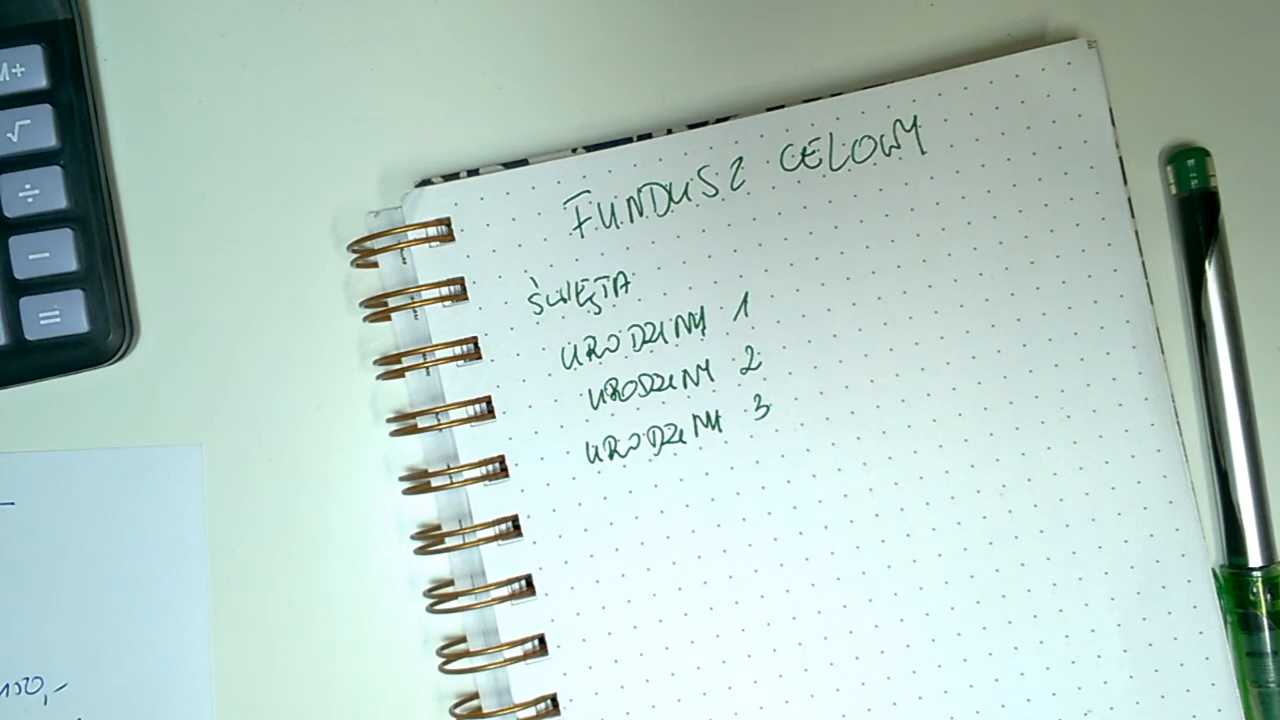 FUNDUSZ CELOWY
ŚWIĘTA
URODZINY 1
URODZINY 2
URODZINY 3
M+
√
÷
−
=